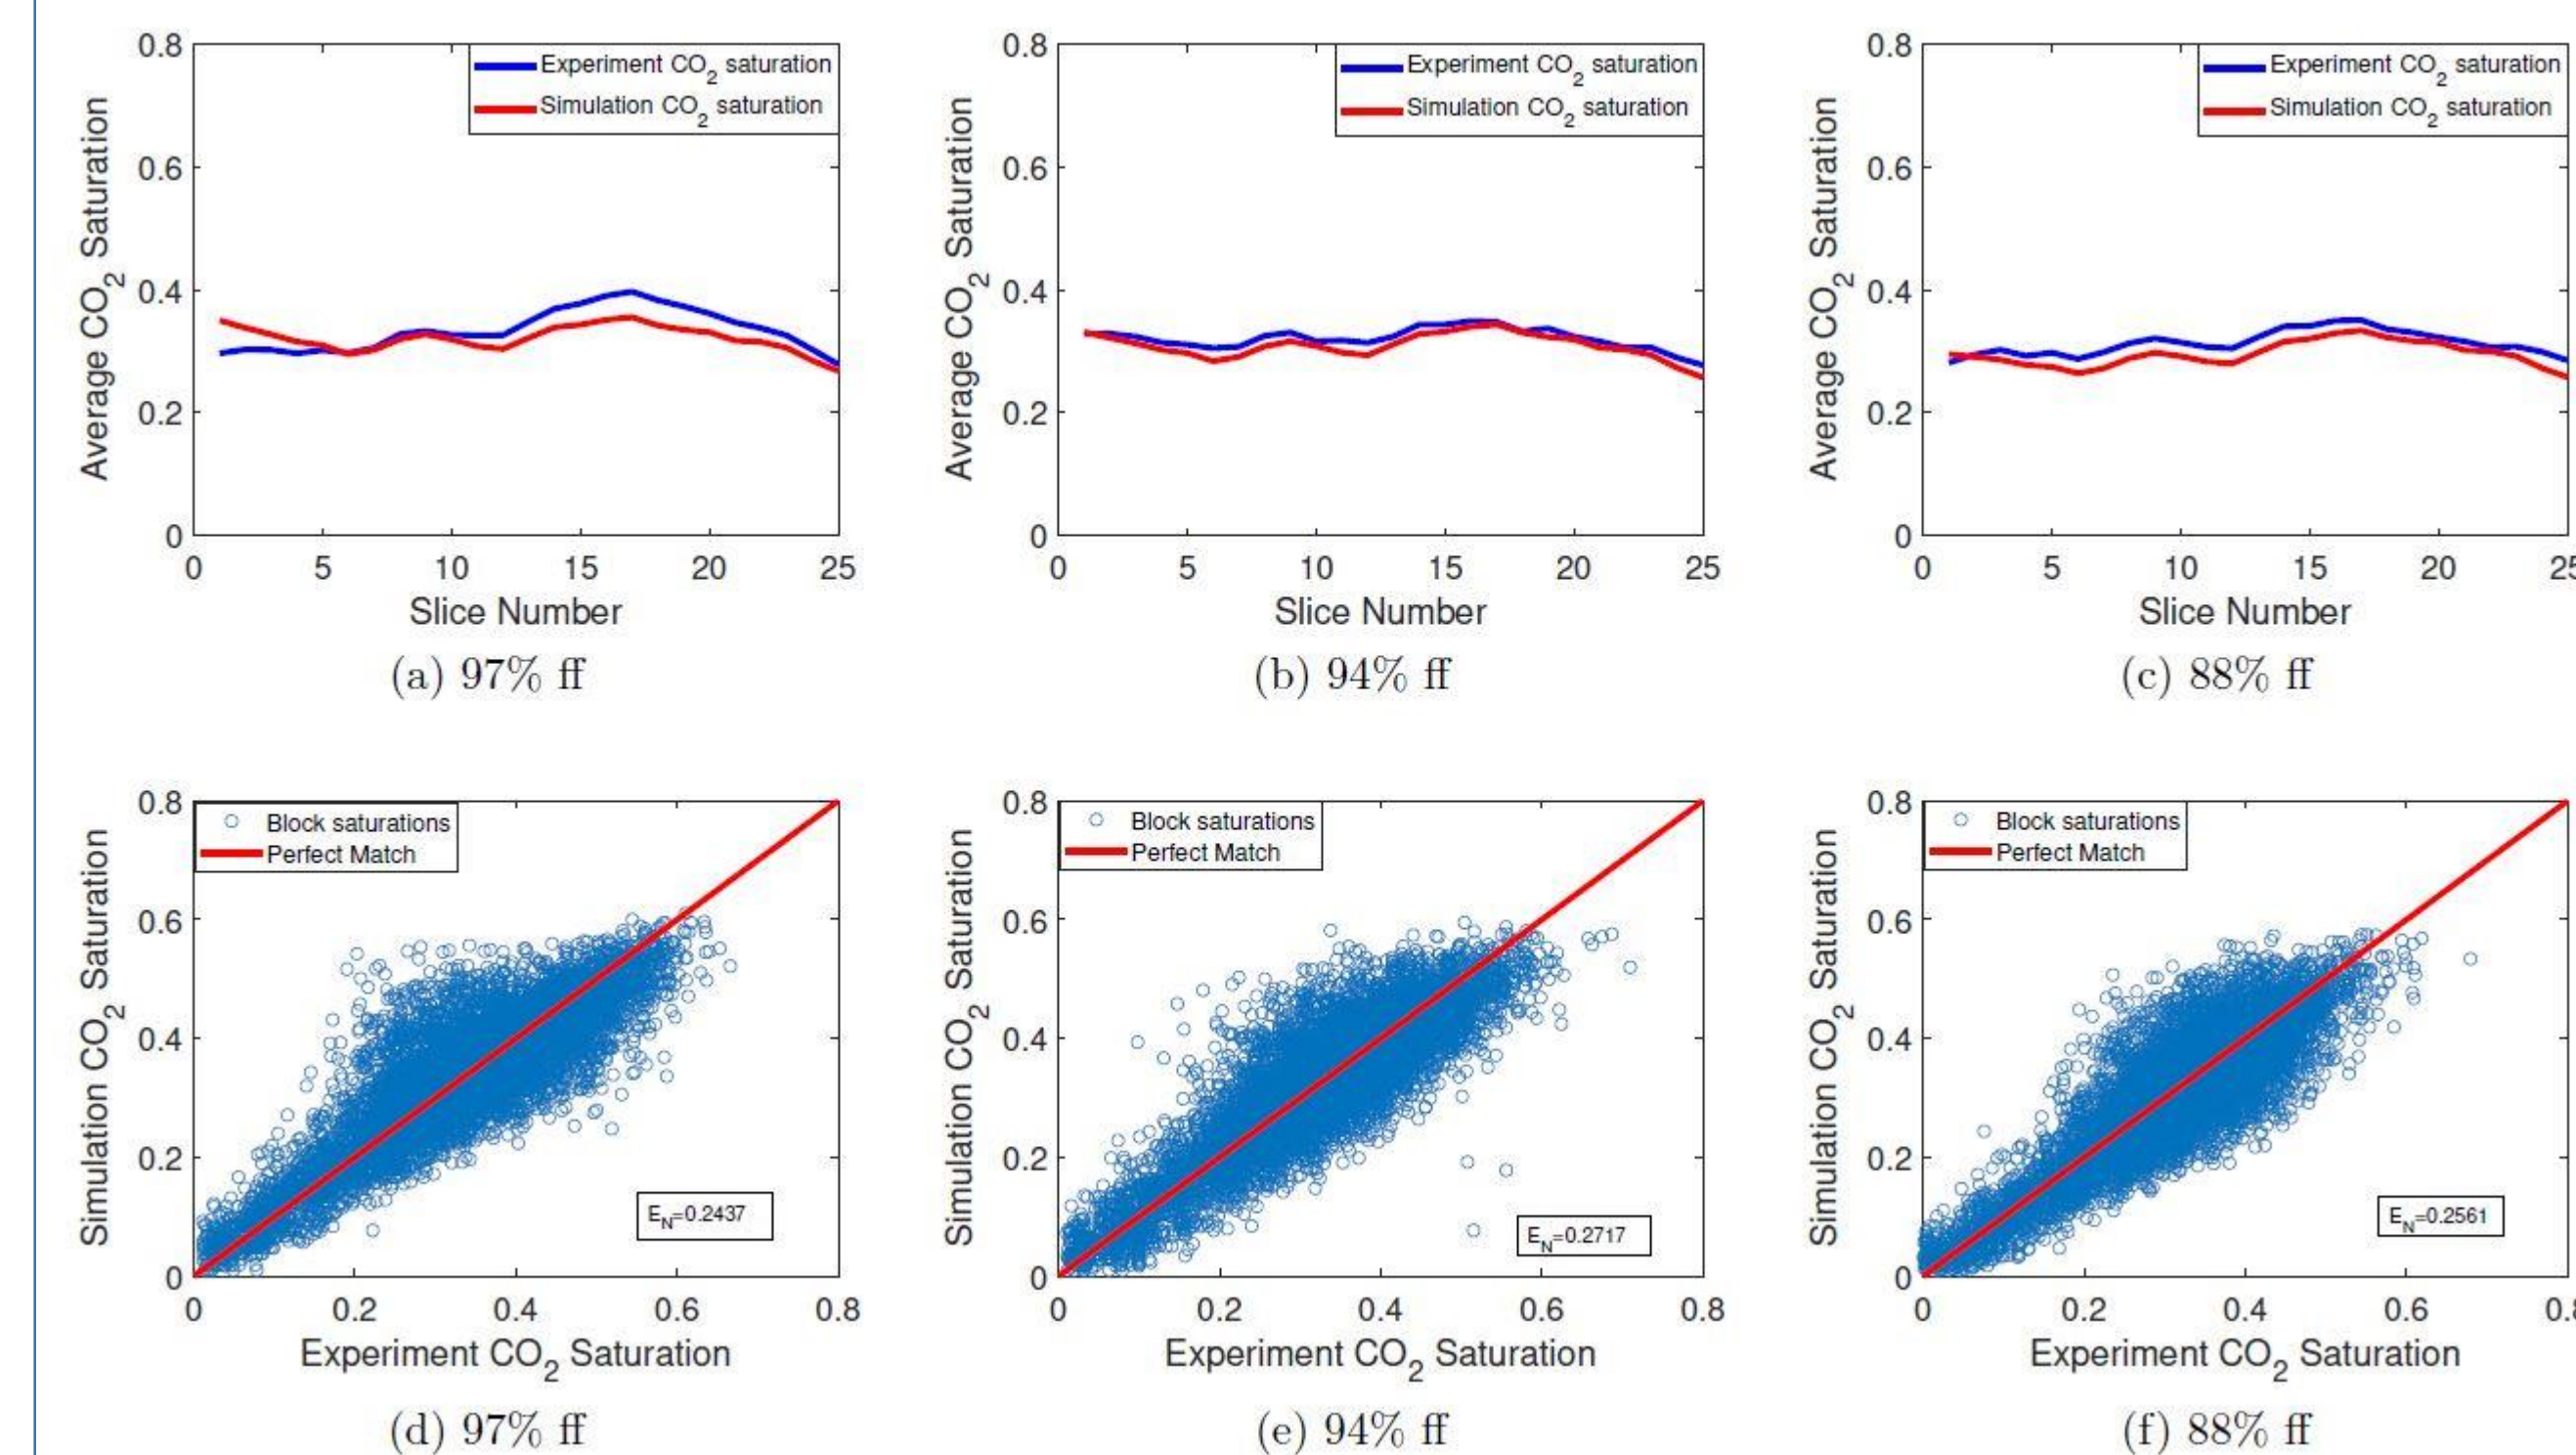 0.8
0.6
0.4
0.2
0
0 5 10 15 20 25
Average CO2 Saturation
Slice Number
Experiment CO2 saturation
Simulation CO2 saturation
(a) 97% ff
0.8
0.6
0.4
0.2
0
0 5 10 15 20 25
Average CO2 Saturation
Slice Number
Experiment CO2 saturation
Simulation CO2 saturation
(b) 94% ff
0.8
0.6
0.4
0.2
0
0 5 10 15 20 25
Average CO2 Saturation
Slice Number
Experiment CO2 saturation
Simulation CO2 saturation
(c) 88% ff
0.8
0.6
0.4
0.2
0
0 0.2 0.4 0.6 0.8
Simulation CO2 Saturation
Experiment CO2 Saturation
Block saturations
Perfect Match
EN=0.2437
(d) 97% ff
0.8
0.6
0.4
0.2
0
0 0.2 0.4 0.6 0.8
Simulation CO2 Saturation
Experiment CO2 Saturation
Block saturations
Perfect Match
EN=0.2717
(e) 94% ff
0.8
0.6
0.4
0.2
0
0 0.2 0.4 0.6 0.8
Simulation CO2 Saturation
Experiment CO2 Saturation
Block saturations
Perfect Match
EN=0.2561
(f) 88% ff